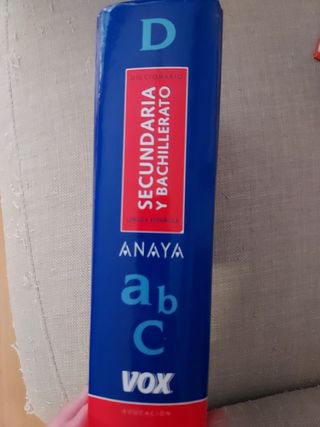 D
DICCIONARIO
SECUNDARIA
Y BACHILLERATO
LENGUA ESPAÑOLA
ANAYA
a b
C
VOX
EDUCACIÓN